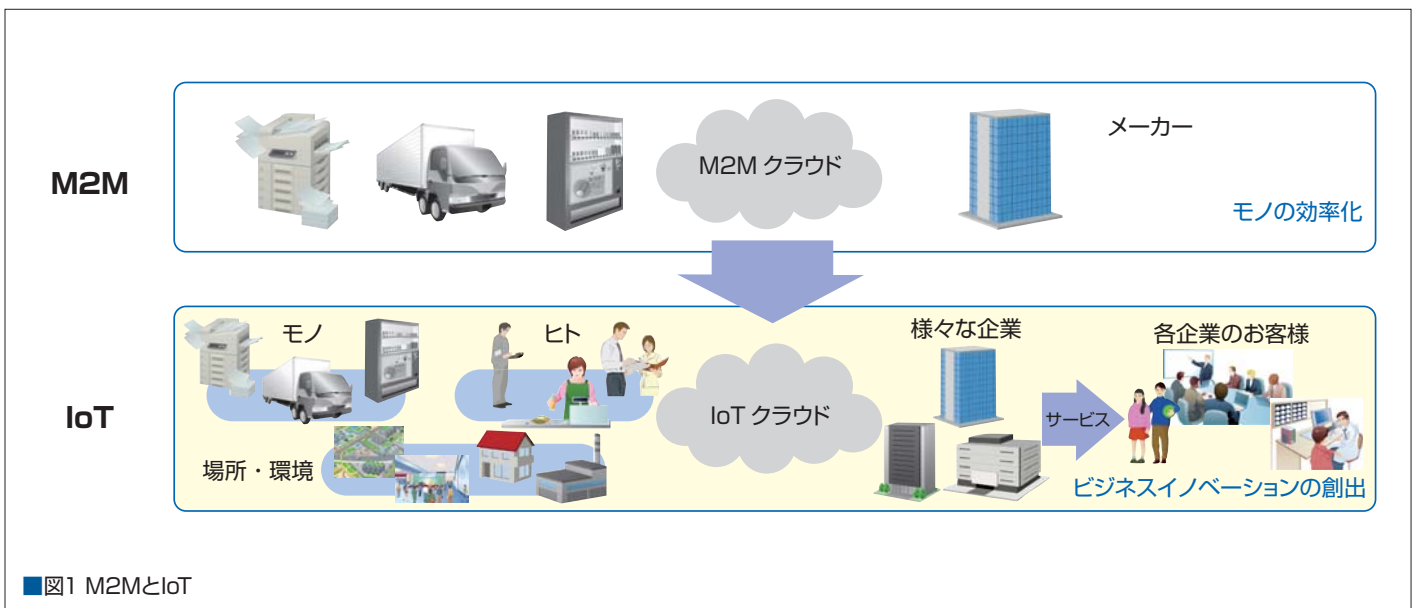 M2M
M2M クラウド
メーカー
モノの効率化
IoT
モノ
ヒト
場所・環境
IoT クラウド
様々な企業
サービス
各企業のお客様
ビジネスイノベーションの創出
■図1 M2MとIoT